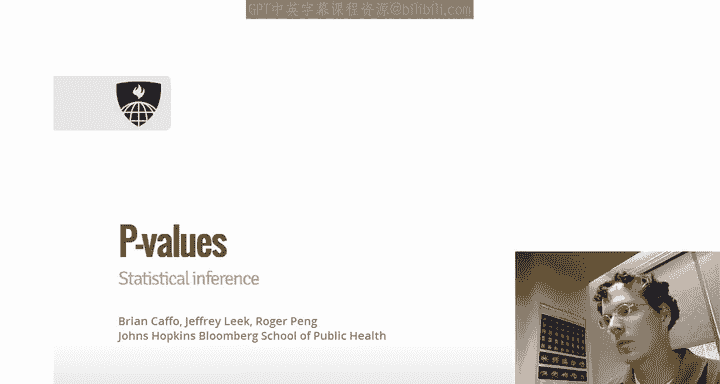 GPT中英字幕课程资源@bilibili.com
P-values
Statistical inference
Brian Caffo, Jeffrey Leek, Roger Peng
Johns Hopkins Bloomberg School of Public Health